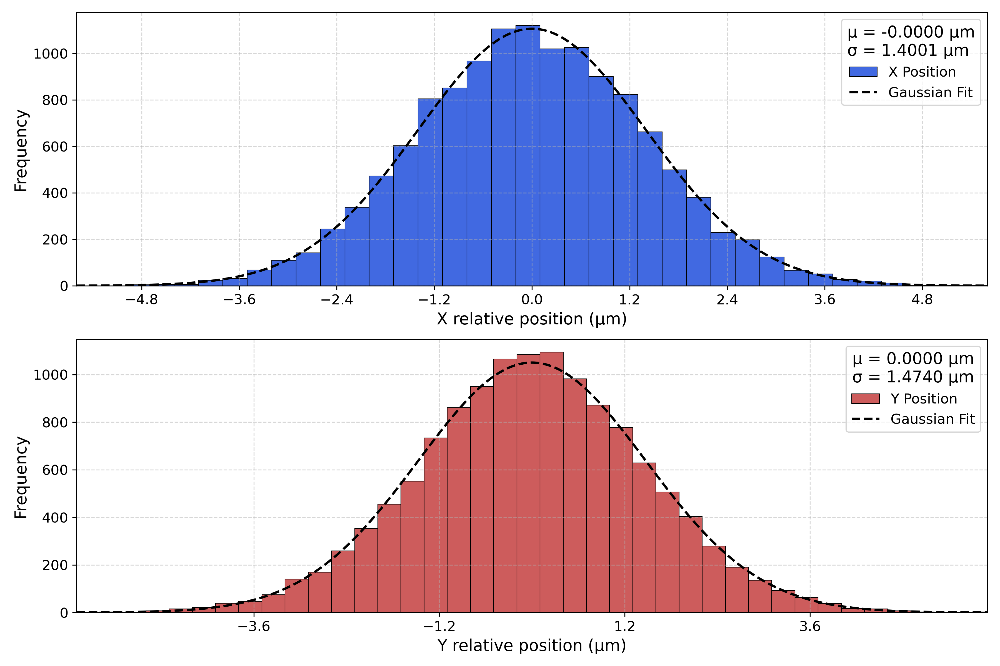 μ = -0.0000 μm
σ = 1.4001 μm
X Position
Gaussian Fit
1000
800
600
400
200
0
Frequency
−4.8 −3.6 −2.4 −1.2 0.0 1.2 2.4 3.6 4.8
X relative position (μm)
μ = 0.0000 μm
σ = 1.4740 μm
Y Position
Gaussian Fit
1000
800
600
400
200
0
Frequency
−3.6 −1.2 1.2 3.6
Y relative position (μm)